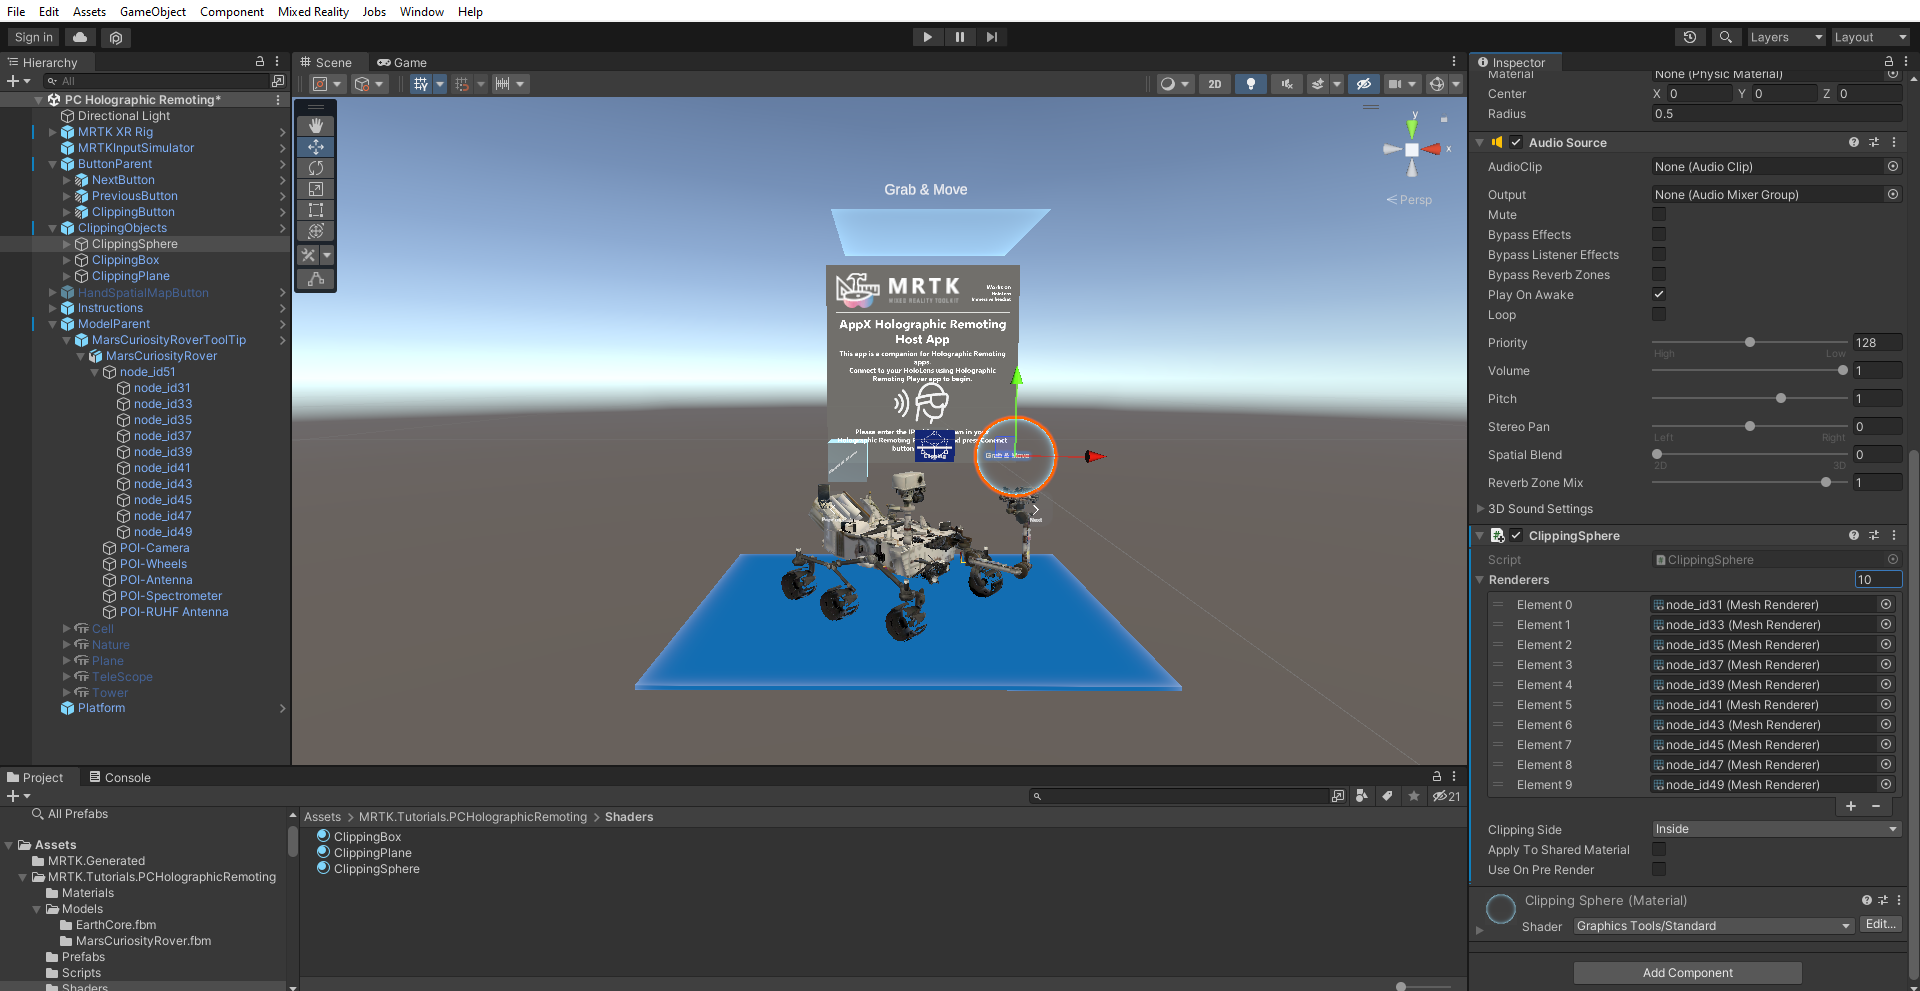 File Edit Assets GameObject Component Mixed Reality Jobs Window Help
Sign in
Layers
Layout
Hierarchy
All
PC Holographic Remoting*
Directional Light
MRTK XR Rig
MRTKInputSimulator
ButtonParent
NextButton
PreviousButton
ClippingButton
ClippingObjects
ClippingSphere
ClippingBox
ClippingPlane
HandSpatialMapButton
Instructions
ModelParent
MarsCuriosityRoverToolTip
MarsCuriosityRover
node_id51
node_id31
node_id33
node_id35
node_id37
node_id39
node_id41
node_id43
node_id45
node_id47
node_id49
POI-Camera
POI-Wheels
POI-Antenna
POI-Spectrometer
POI-RUHF Antenna
Cell
Nature
Plane
TeleScope
Tower
Platform
Scene
Game
2D
y
x
Persp
Grab & Move
MRTK
MIXED REALITY TOOLKIT
Works on
HoloLens
Immersive headset
AppX Holographic Remoting
Host App
This app is a companion for Holographic Remoting
apps.
Connect to your HoloLens using Holographic
Remoting Player app to begin.
Please enter the IP
wn in your
Holographic Remoting
nd press Connect
button
Clipping
Grab & Move
Next
Inspector
Material None (Physic Material)
Center X 0 Y 0 Z 0
Radius 0.5
Audio Source
AudioClip None (Audio Clip)
Output None (Audio Mixer Group)
Mute
Bypass Effects
Bypass Listener Effects
Bypass Reverb Zones
Play On Awake
Loop
Priority 128
High Low
Volume 1
Pitch 1
Stereo Pan 0
Left Right
Spatial Blend 0
2D 3D
Reverb Zone Mix 1
3D Sound Settings
ClippingSphere
Script ClippingSphere
Renderers 10
Element 0 node_id31 (Mesh Renderer)
Element 1 node_id33 (Mesh Renderer)
Element 2 node_id35 (Mesh Renderer)
Element 3 node_id37 (Mesh Renderer)
Element 4 node_id39 (Mesh Renderer)
Element 5 node_id41 (Mesh Renderer)
Element 6 node_id43 (Mesh Renderer)
Element 7 node_id45 (Mesh Renderer)
Element 8 node_id47 (Mesh Renderer)
Element 9 node_id49 (Mesh Renderer)
Clipping Side Inside
Apply To Shared Material
Use On Pre Render
Clipping Sphere (Material)
Shader Graphics Tools/Standard Edit...
Add Component
Project
Console
21
All Prefabs
Assets
MRTK.Generated
MRTK.Tutorials.PCHolographicRemoting
Materials
Models
EarthCore.fbm
MarsCuriosityRover.fbm
Prefabs
Scripts
Shaders
Assets > MRTK.Tutorials.PCHolographicRemoting > Shaders
ClippingBox
ClippingPlane
ClippingSphere